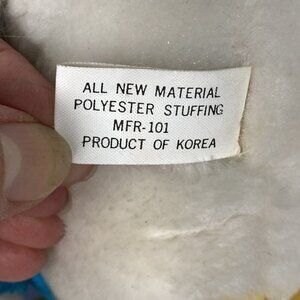 ALL NEW MATERIAL
POLYESTER STUFFING
MFR-101
PRODUCT OF KOREA